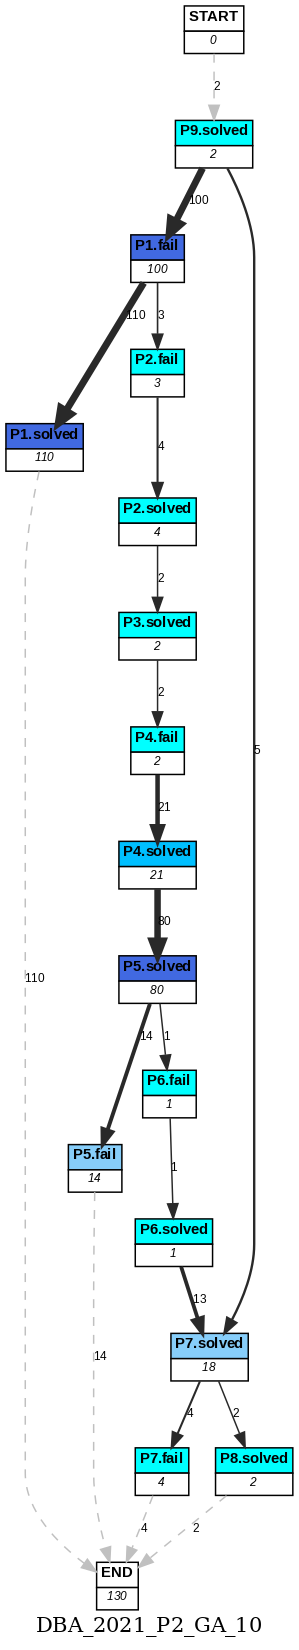 START
0
2
P9.solved
2
100
P1.fail
100
110
3
P2.fail
3
P1.solved
110
4
P2.solved
4
2
P3.solved
2
2
P4.fail
2
5
21
P4.solved
21
80
P5.solved
80
14
1
P6.fail
1
110
P5.fail
14
1
P6.solved
1
13
P7.solved
18
14
4
2
P7.fail
4
P8.solved
2
4
2
END
130
DBA_2021_P2_GA_10